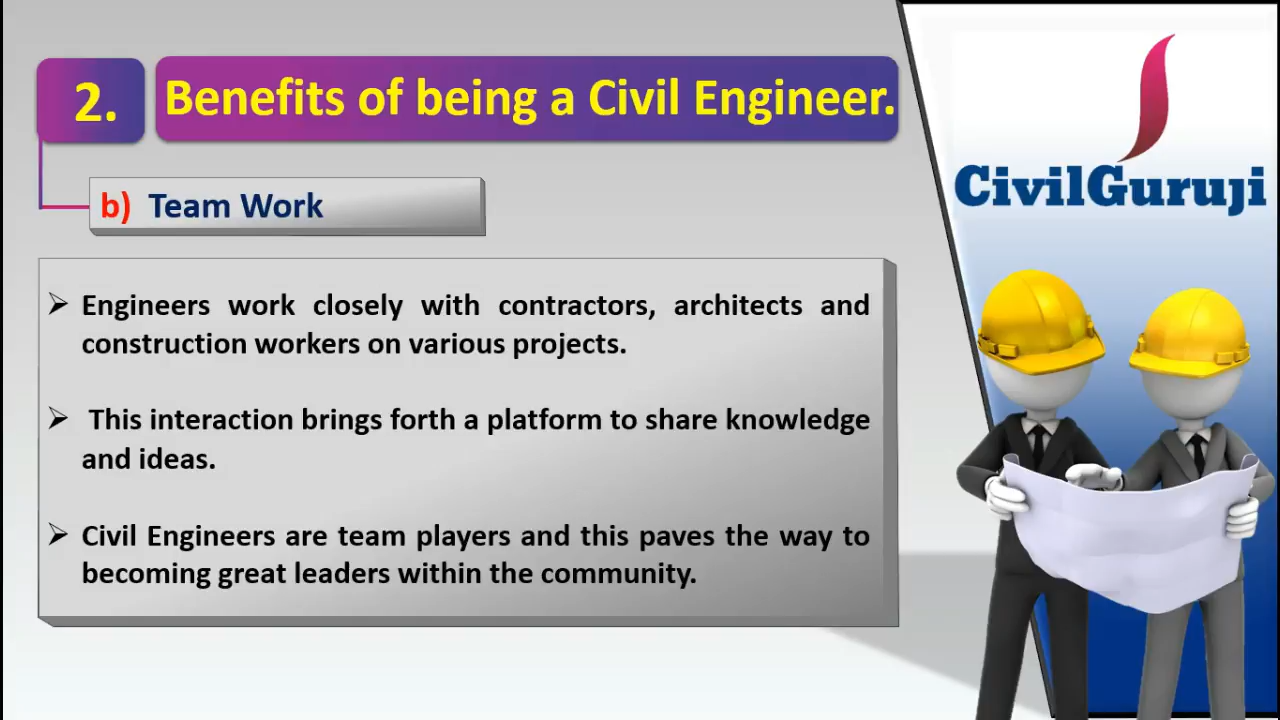 2.
Benefits of being a Civil Engineer.
b) Team Work
CivilGuruji
➢ Engineers work closely with contractors, architects and
construction workers on various projects.
➢ This interaction brings forth a platform to share knowledge
and ideas.
➢ Civil Engineers are team players and this paves the way to
becoming great leaders within the community.